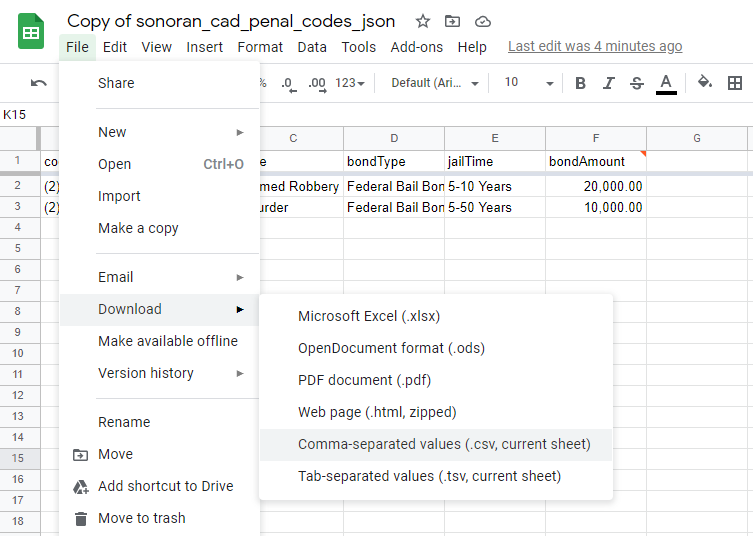 Copy of sonoran_cad_penal_codes_json
File Edit View Insert Format Data Tools Add-ons Help Last edit was 4 minutes ago
% .0 .00 123 Default (Ari... 10 B I S A
K15
C D E F G
1 co e bondType jailTime bondAmount
2 (2) med Robbery Federal Bail Bon 5-10 Years 20,000.00
3 (2) urder Federal Bail Bon 5-50 Years 10,000.00
4
5
6
7
8
9
10
11
12
13
14
15
16
17
18
Share
New
Open Ctrl+O
Import
Make a copy
Email
Download
Make available offline
Version history
Rename
Move
Add shortcut to Drive
Move to trash
Microsoft Excel (.xlsx)
OpenDocument format (.ods)
PDF document (.pdf)
Web page (.html, zipped)
Comma-separated values (.csv, current sheet)
Tab-separated values (.tsv, current sheet)